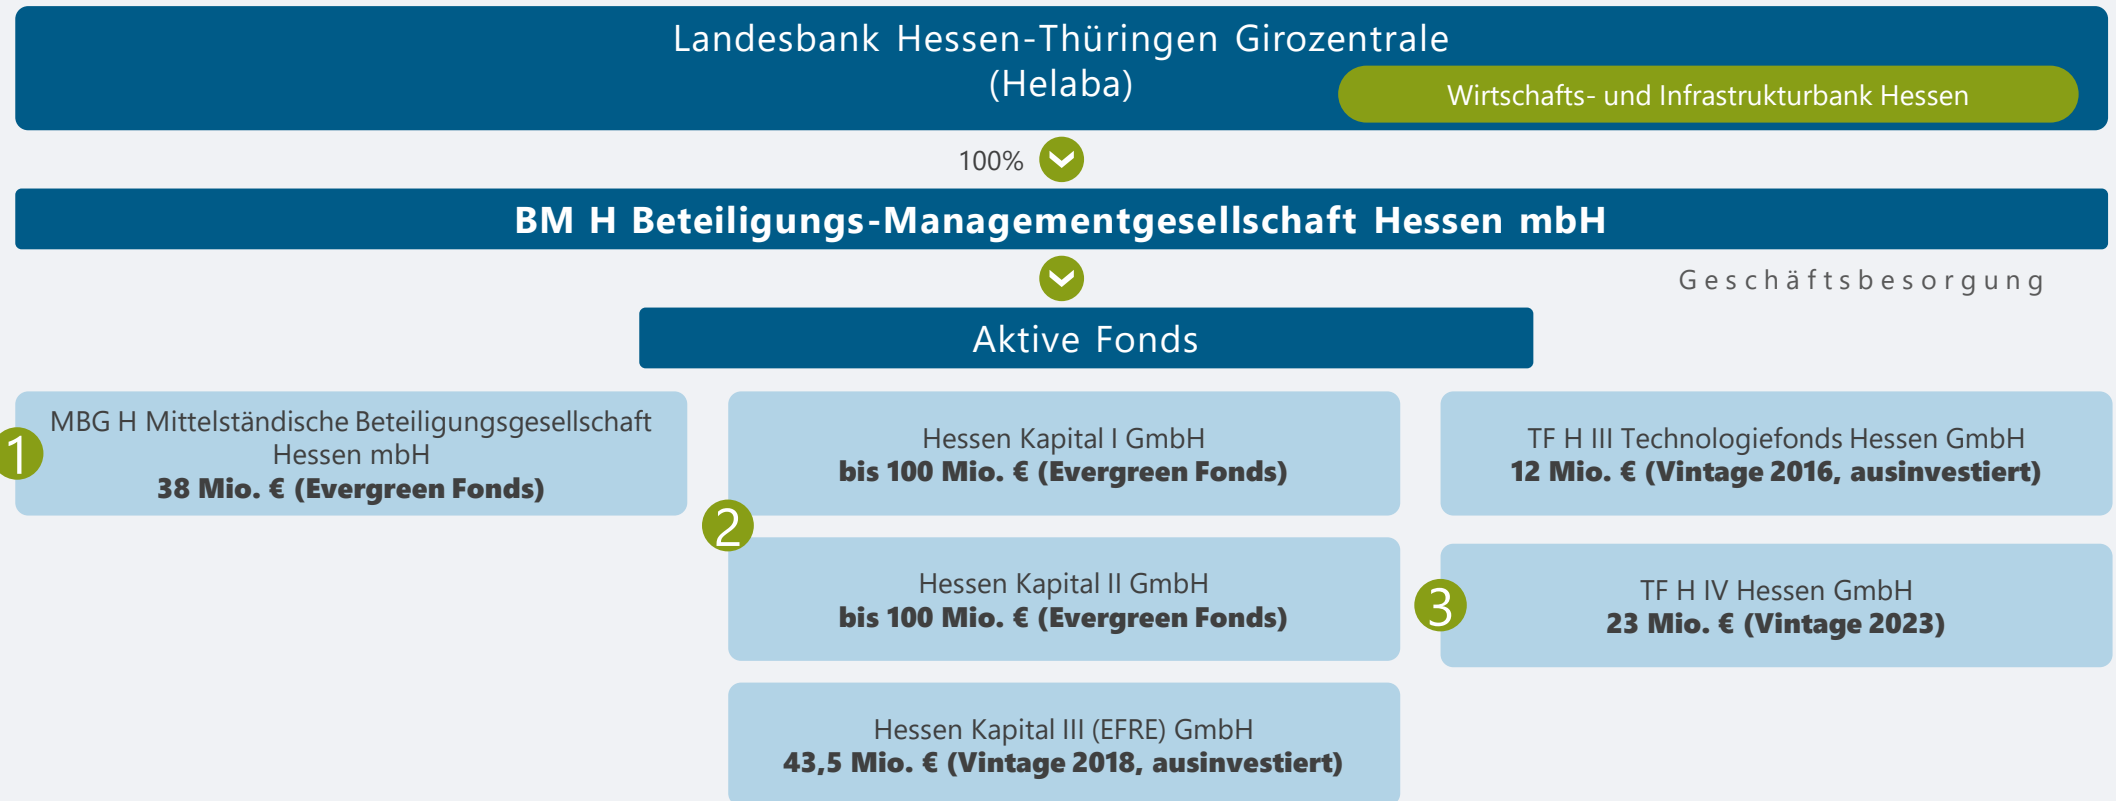 Landesbank Hessen-Thüringen Girozentrale
(Helaba)
Wirtschafts- und Infrastrukturbank Hessen
100%
BM H Beteiligungs-Managementgesellschaft Hessen mbH
Geschäftsbesorgung
Aktive Fonds
1
MBG H Mittelständische Beteiligungsgesellschaft
Hessen mbH
38 Mio. € (Evergreen Fonds)
2
Hessen Kapital I GmbH
bis 100 Mio. € (Evergreen Fonds)
Hessen Kapital II GmbH
bis 100 Mio. € (Evergreen Fonds)
Hessen Kapital III (EFRE) GmbH
43,5 Mio. € (Vintage 2018, ausinvestiert)
TF H III Technologiefonds Hessen GmbH
12 Mio. € (Vintage 2016, ausinvestiert)
3
TF H IV Hessen GmbH
23 Mio. € (Vintage 2023)